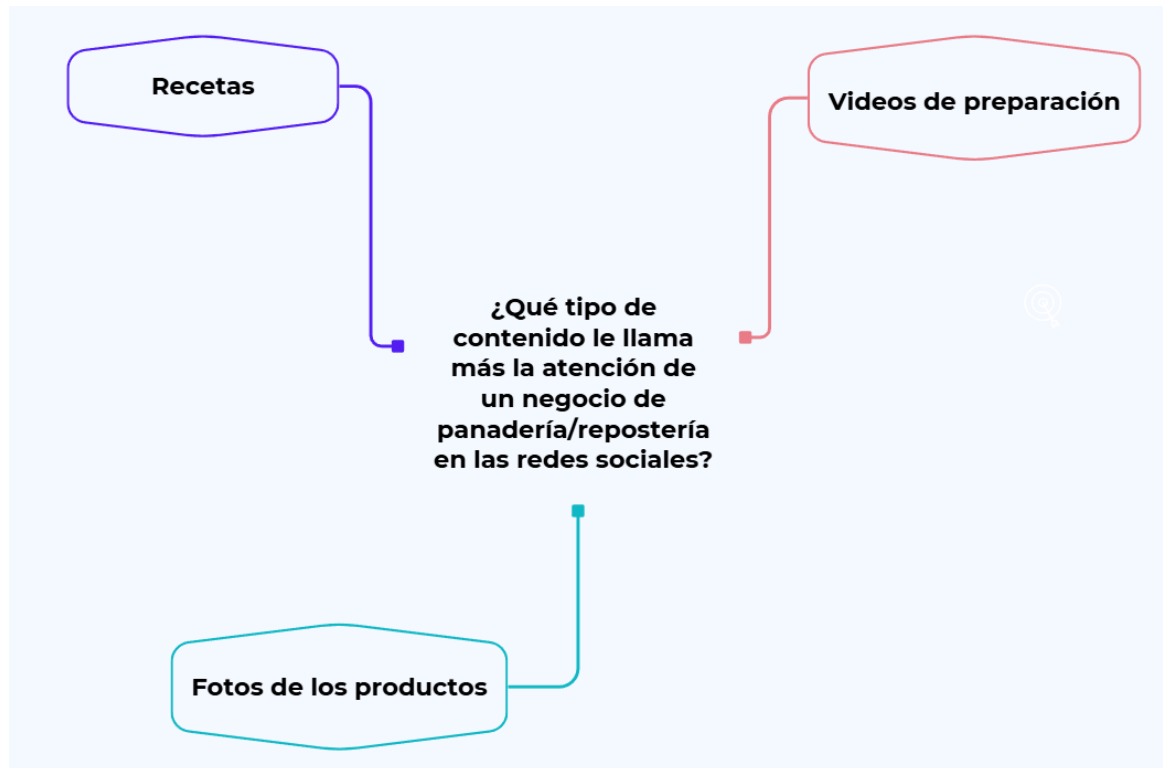 Recetas
Videos de preparación
¿Qué tipo de
contenido le llama
más la atención de
un negocio de
panadería/repostería
en las redes sociales?
Fotos de los productos